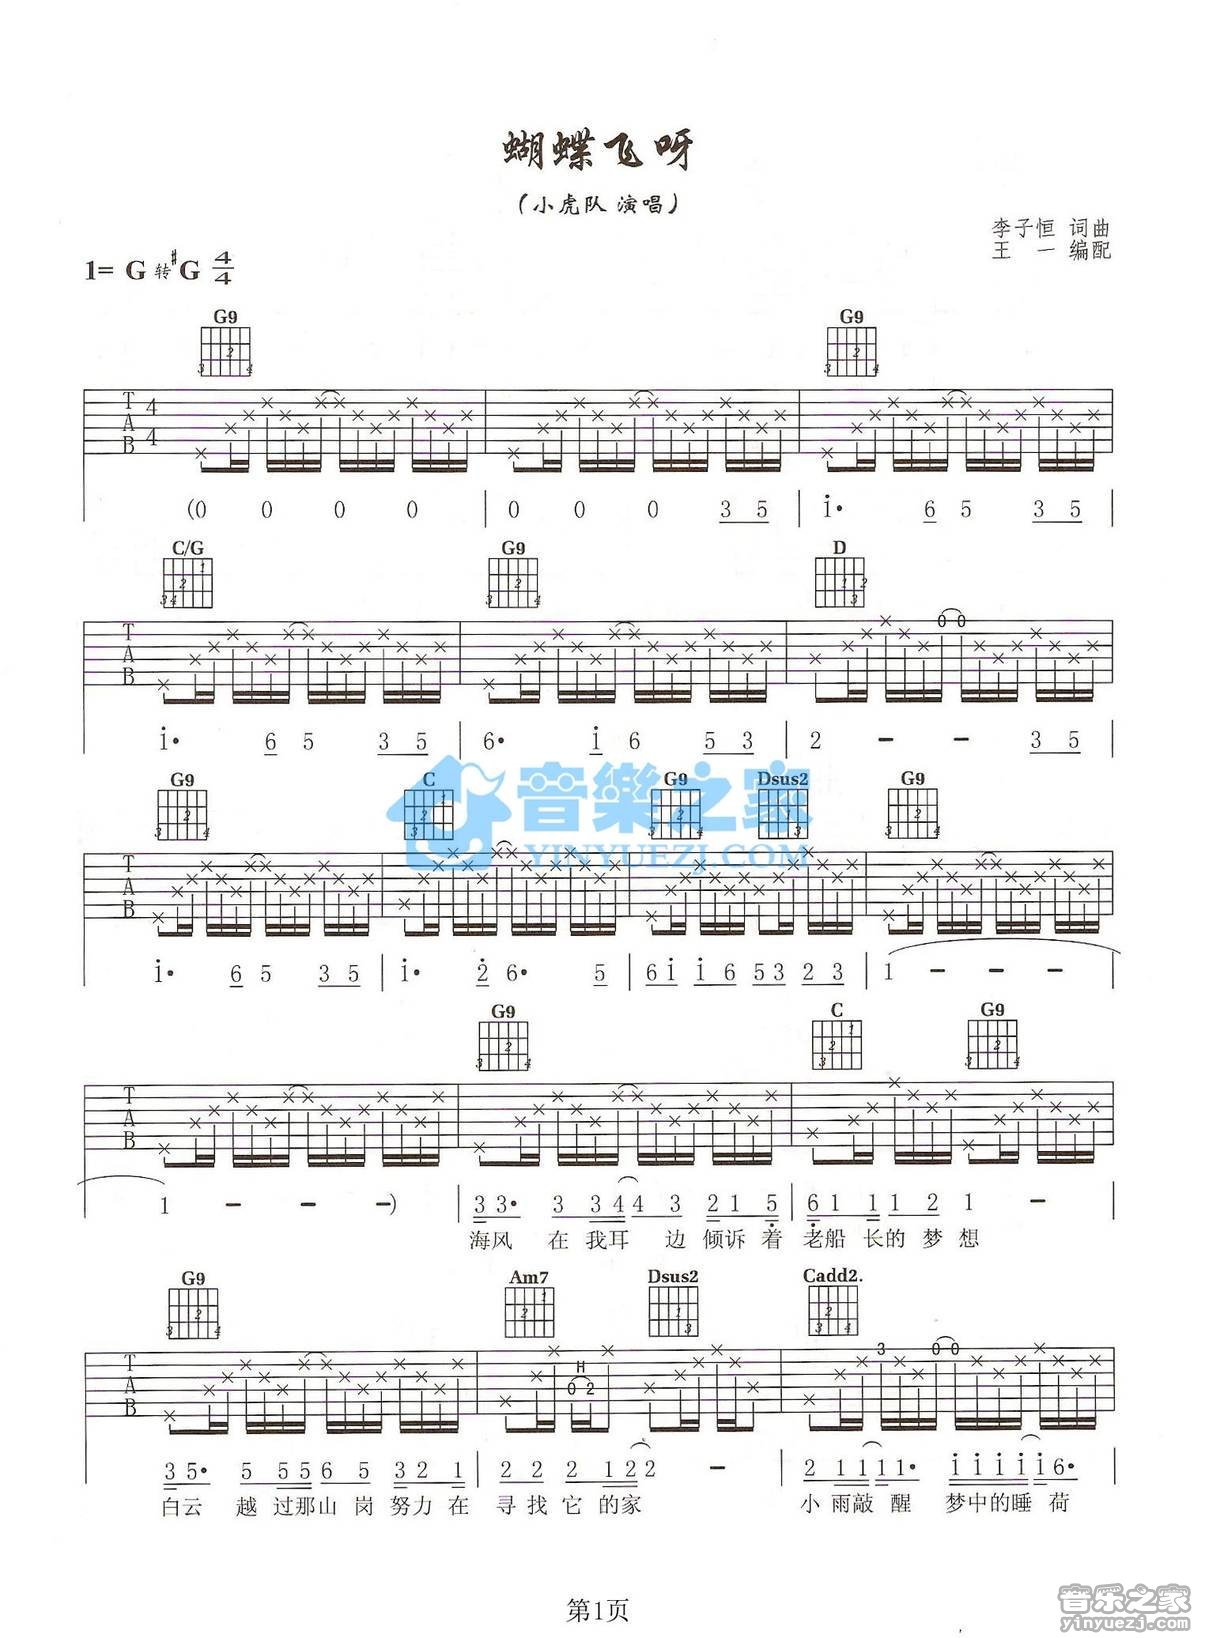 蝴蝶飞呀
(小虎队 演唱)
李子恒 词曲
王一 编配
1= G 转 #G 4/4
G9 G9
T A B 4 4
(0 0 0 0 | 0 0 0 3 5 | i· 6 5 3 5 |
C/G G9 D
T A B 0 0
i· 6 5 3 5 | 6· i 6 5 3 | 2 - - 3 5 |
G9 C G9 Dsus2 G9
音樂之家
YINYUEZJ.COM
T A B
i· 6 5 3 5 | i· 2 6· 5 | 6 i i 6 5 3 2 3 | 1 - - - |
G9 C G9
T A B
1 - - -) | 3 3· 3 3 4 4 3 2 1 5 | 6 1 1 1 2 1 - |
海风 在我耳 边倾诉着 老船长的梦想
G9 Am7 Dsus2 Cadd2.
T A B H 0 2 3 0 0
3 5· 5 5 5 6 5 3 2 1 | 2 2 2 1 2 2 - | 2 1 1 1 1· i i i i i 6· |
白云 越过那山岗努力在 寻找它的家 小雨敲醒 梦中的睡荷
第1页
音乐之家
yinyuezj.com